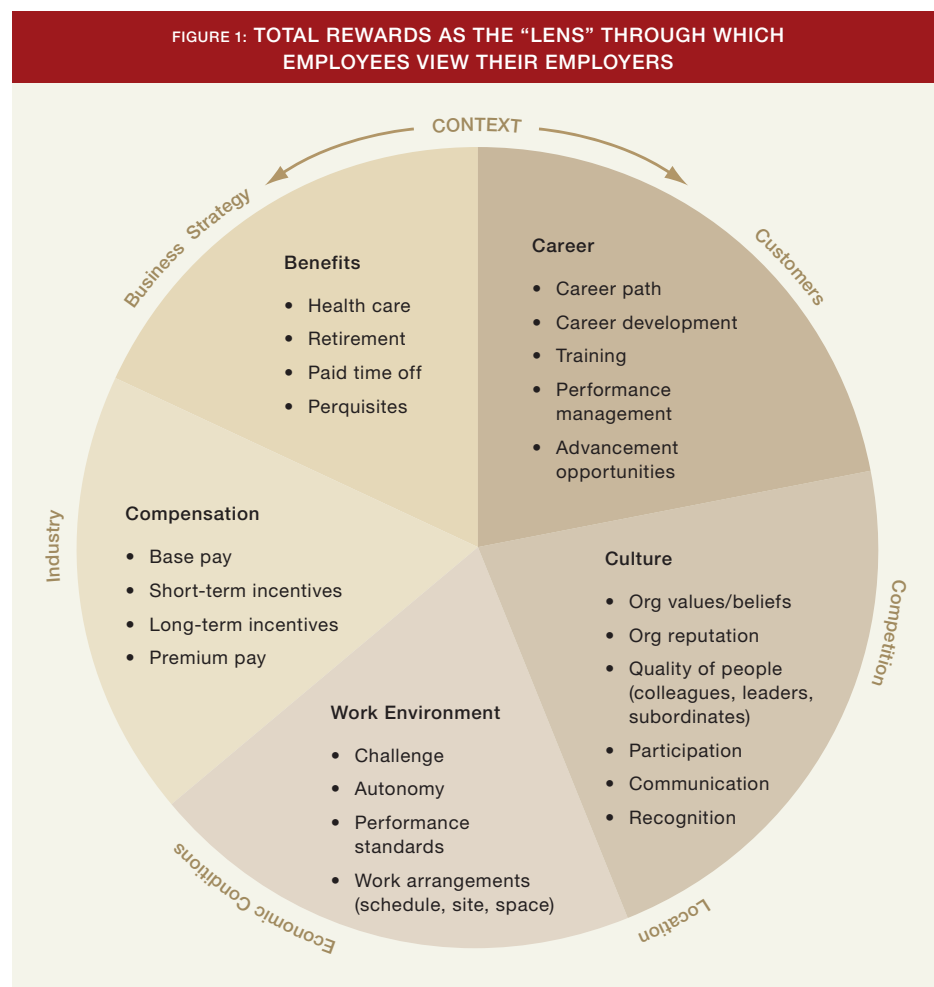 FIGURE 1: TOTAL REWARDS AS THE “LENS” THROUGH WHICH
EMPLOYEES VIEW THEIR EMPLOYERS
CONTEXT
Business Strategy
Customers
Benefits
• Health care
• Retirement
• Paid time off
• Perquisites
Career
• Career path
• Career development
• Training
• Performance
management
• Advancement
opportunities
Industry
Compensation
• Base pay
• Short-term incentives
• Long-term incentives
• Premium pay
Culture
• Org values/beliefs
• Org reputation
• Quality of people
(colleagues, leaders,
subordinates)
• Participation
• Communication
• Recognition
Competition
Work Environment
• Challenge
• Autonomy
• Performance
standards
• Work arrangements
(schedule, site, space)
Economic Conditions
Location